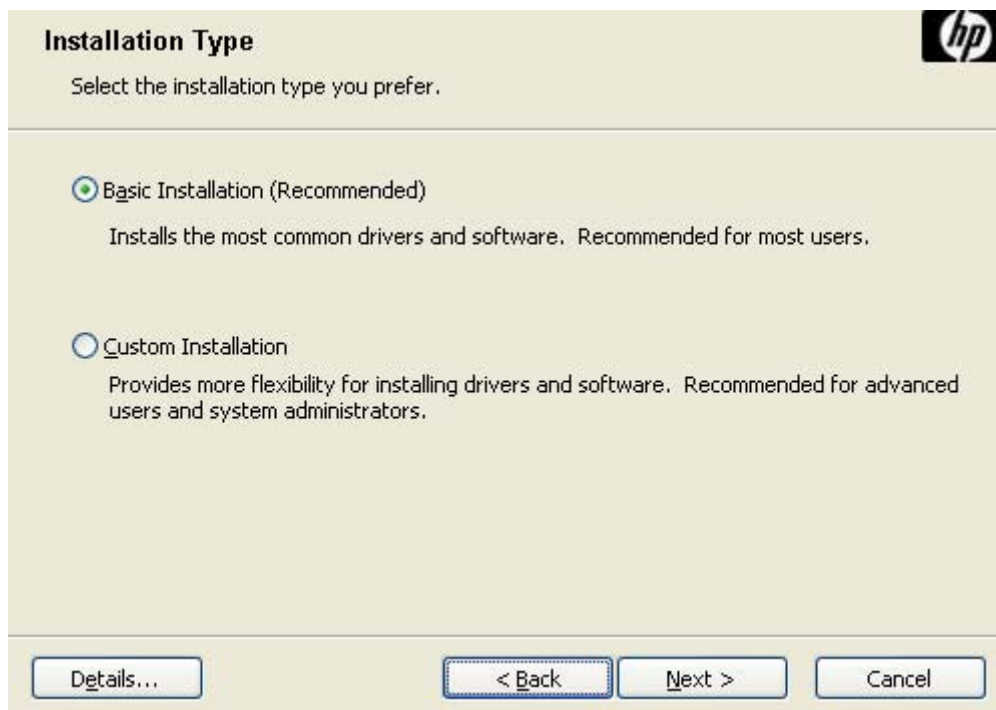 Installation Type
hp
Select the installation type you prefer.
Basic Installation (Recommended)
Installs the most common drivers and software. Recommended for most users.
Custom Installation
Provides more flexibility for installing drivers and software. Recommended for advanced
users and system administrators.
Details...
< Back
Next >
Cancel